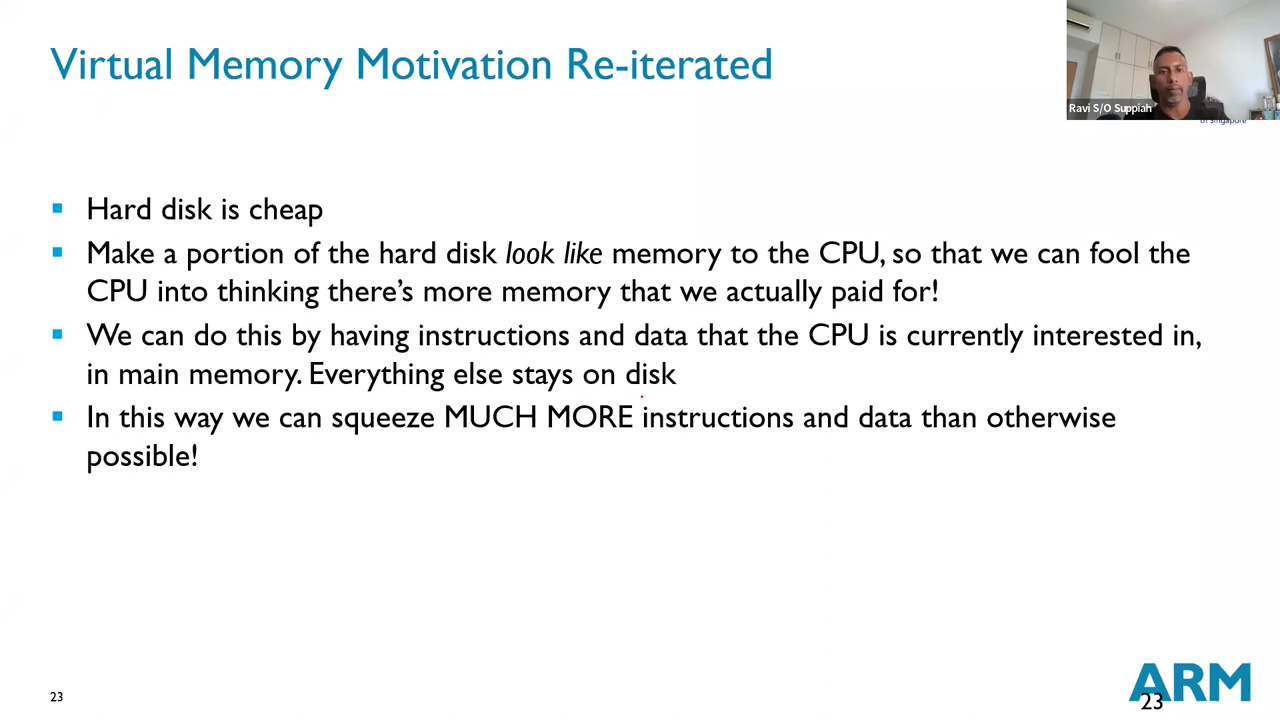 Virtual Memory Motivation Re-iterated
Ravi S/O Suppiah
of Singapore
Hard disk is cheap
Make a portion of the hard disk look like memory to the CPU, so that we can fool the
CPU into thinking there's more memory that we actually paid for!
We can do this by having instructions and data that the CPU is currently interested in,
in main memory. Everything else stays on disk
In this way we can squeeze MUCH MORE instructions and data than otherwise
possible!
23
ARM
23